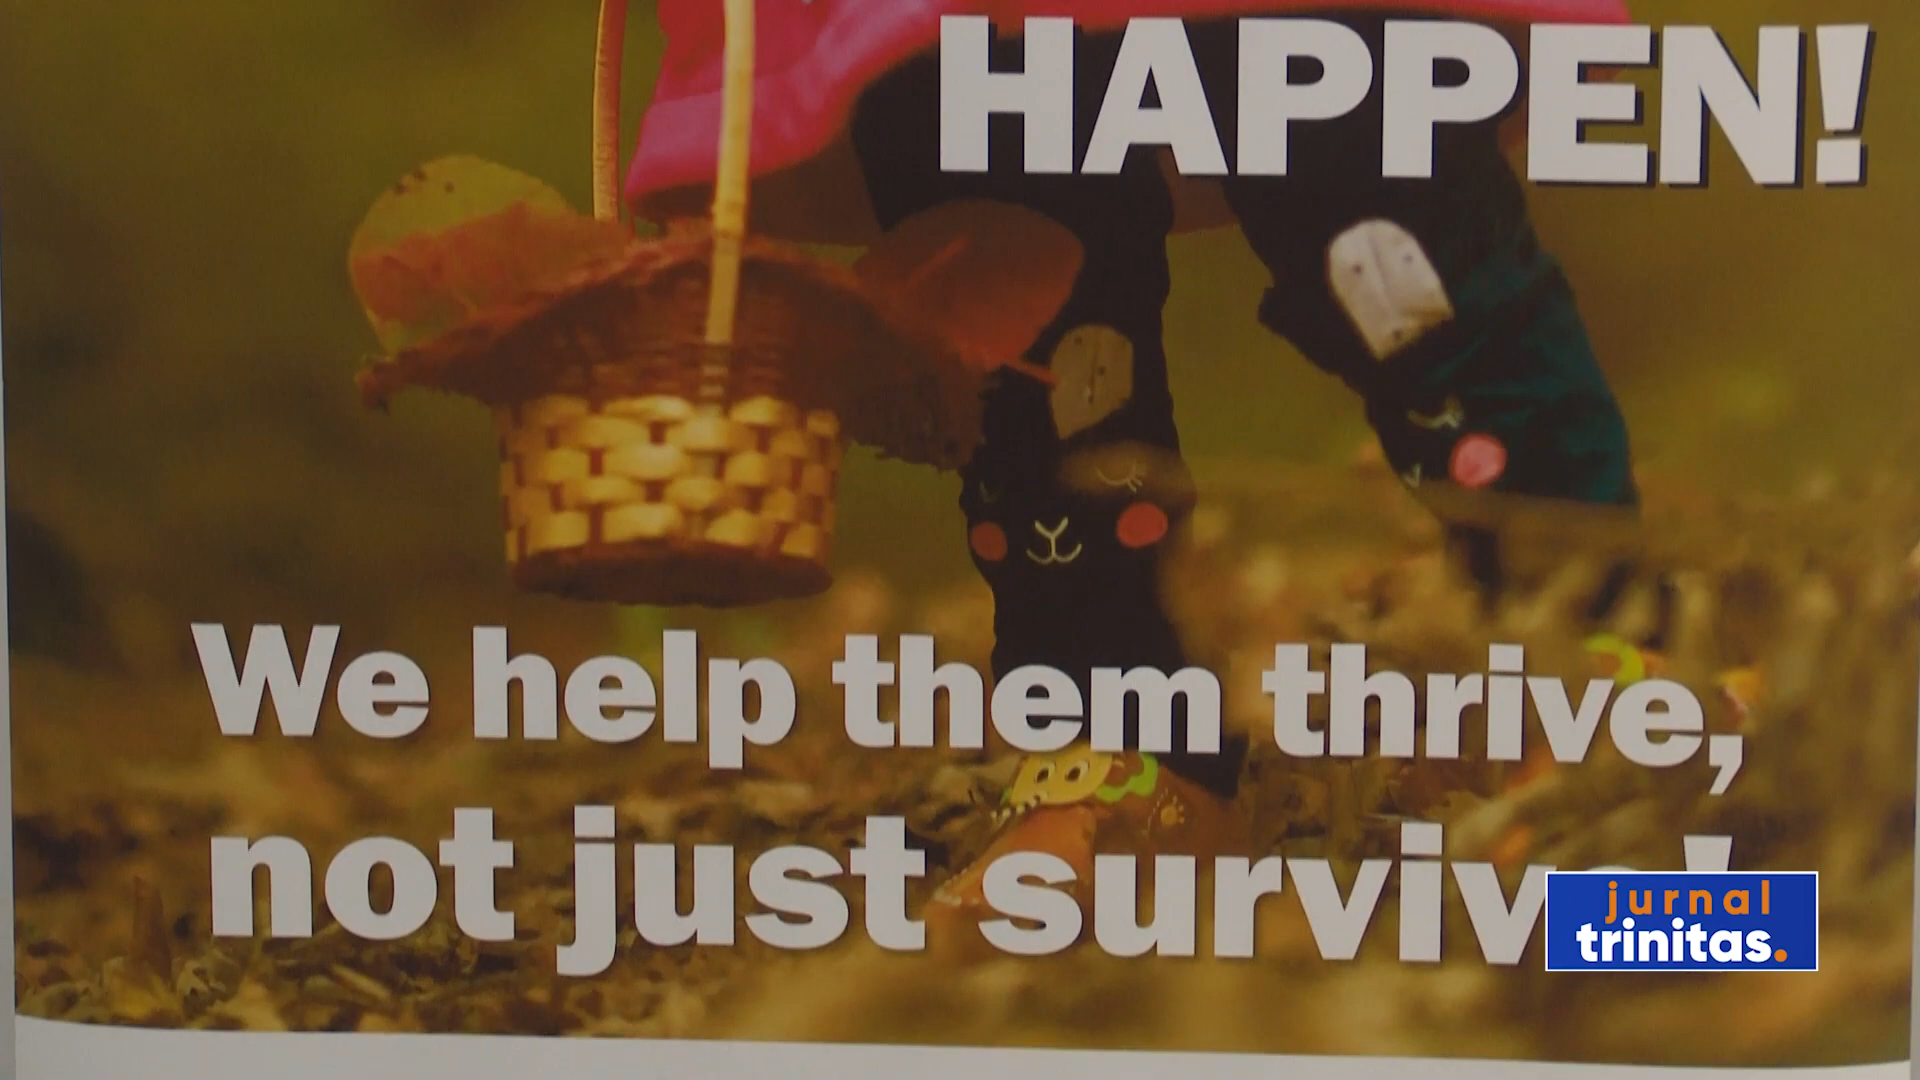 HAPPEN!
We help them thrive,
not just surviv
jurnal
trinitas.